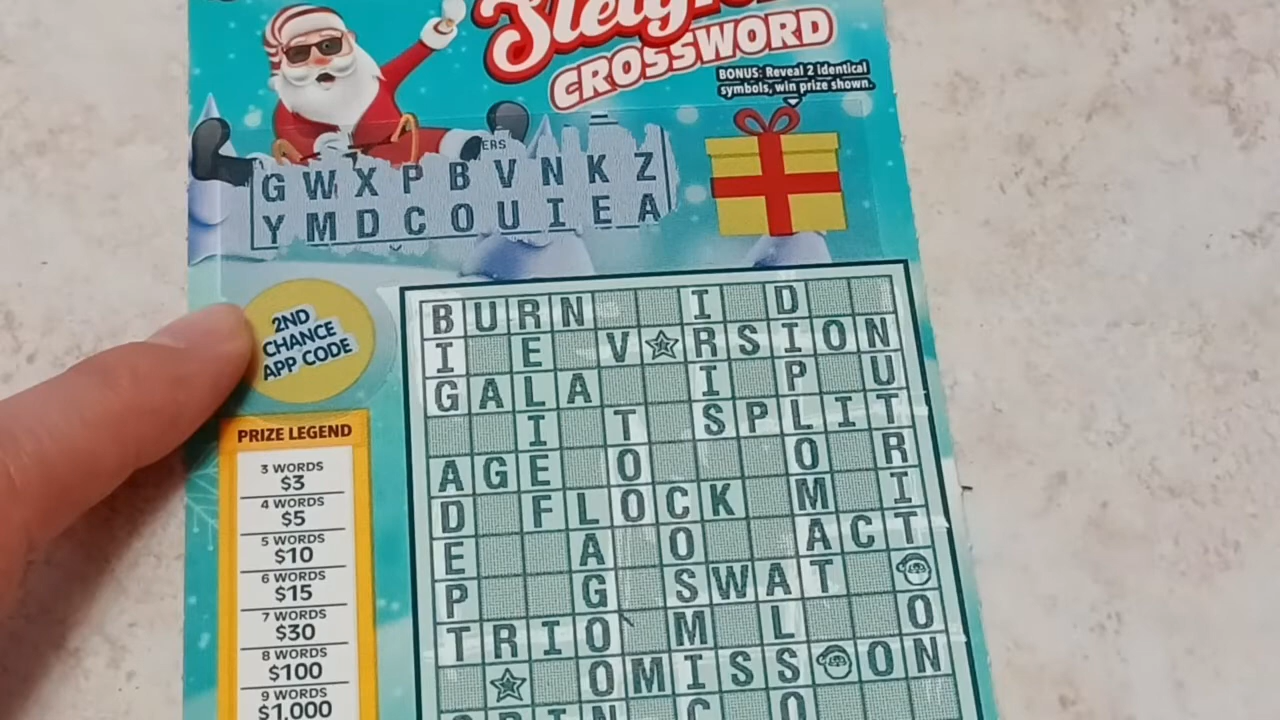 CROSSWORD
BONUS: Reveal 2 identical
symbols, win prize shown.
G W X P B V N K Z
Y M D C O U I E A
2ND
CHANCE
APP CODE
PRIZE LEGEND
3 WORDS
$3
4 WORDS
$5
5 WORDS
$10
6 WORDS
$15
7 WORDS
$30
8 WORDS
$100
9 WORDS
$1,000
B U R N I D
I E V R S I O N
G A L A I P U
I T S P L I T
A G E O O R
D F L O C K M I
E A O A C T
P G S W A T
T R I O M L O
O M I S S O N